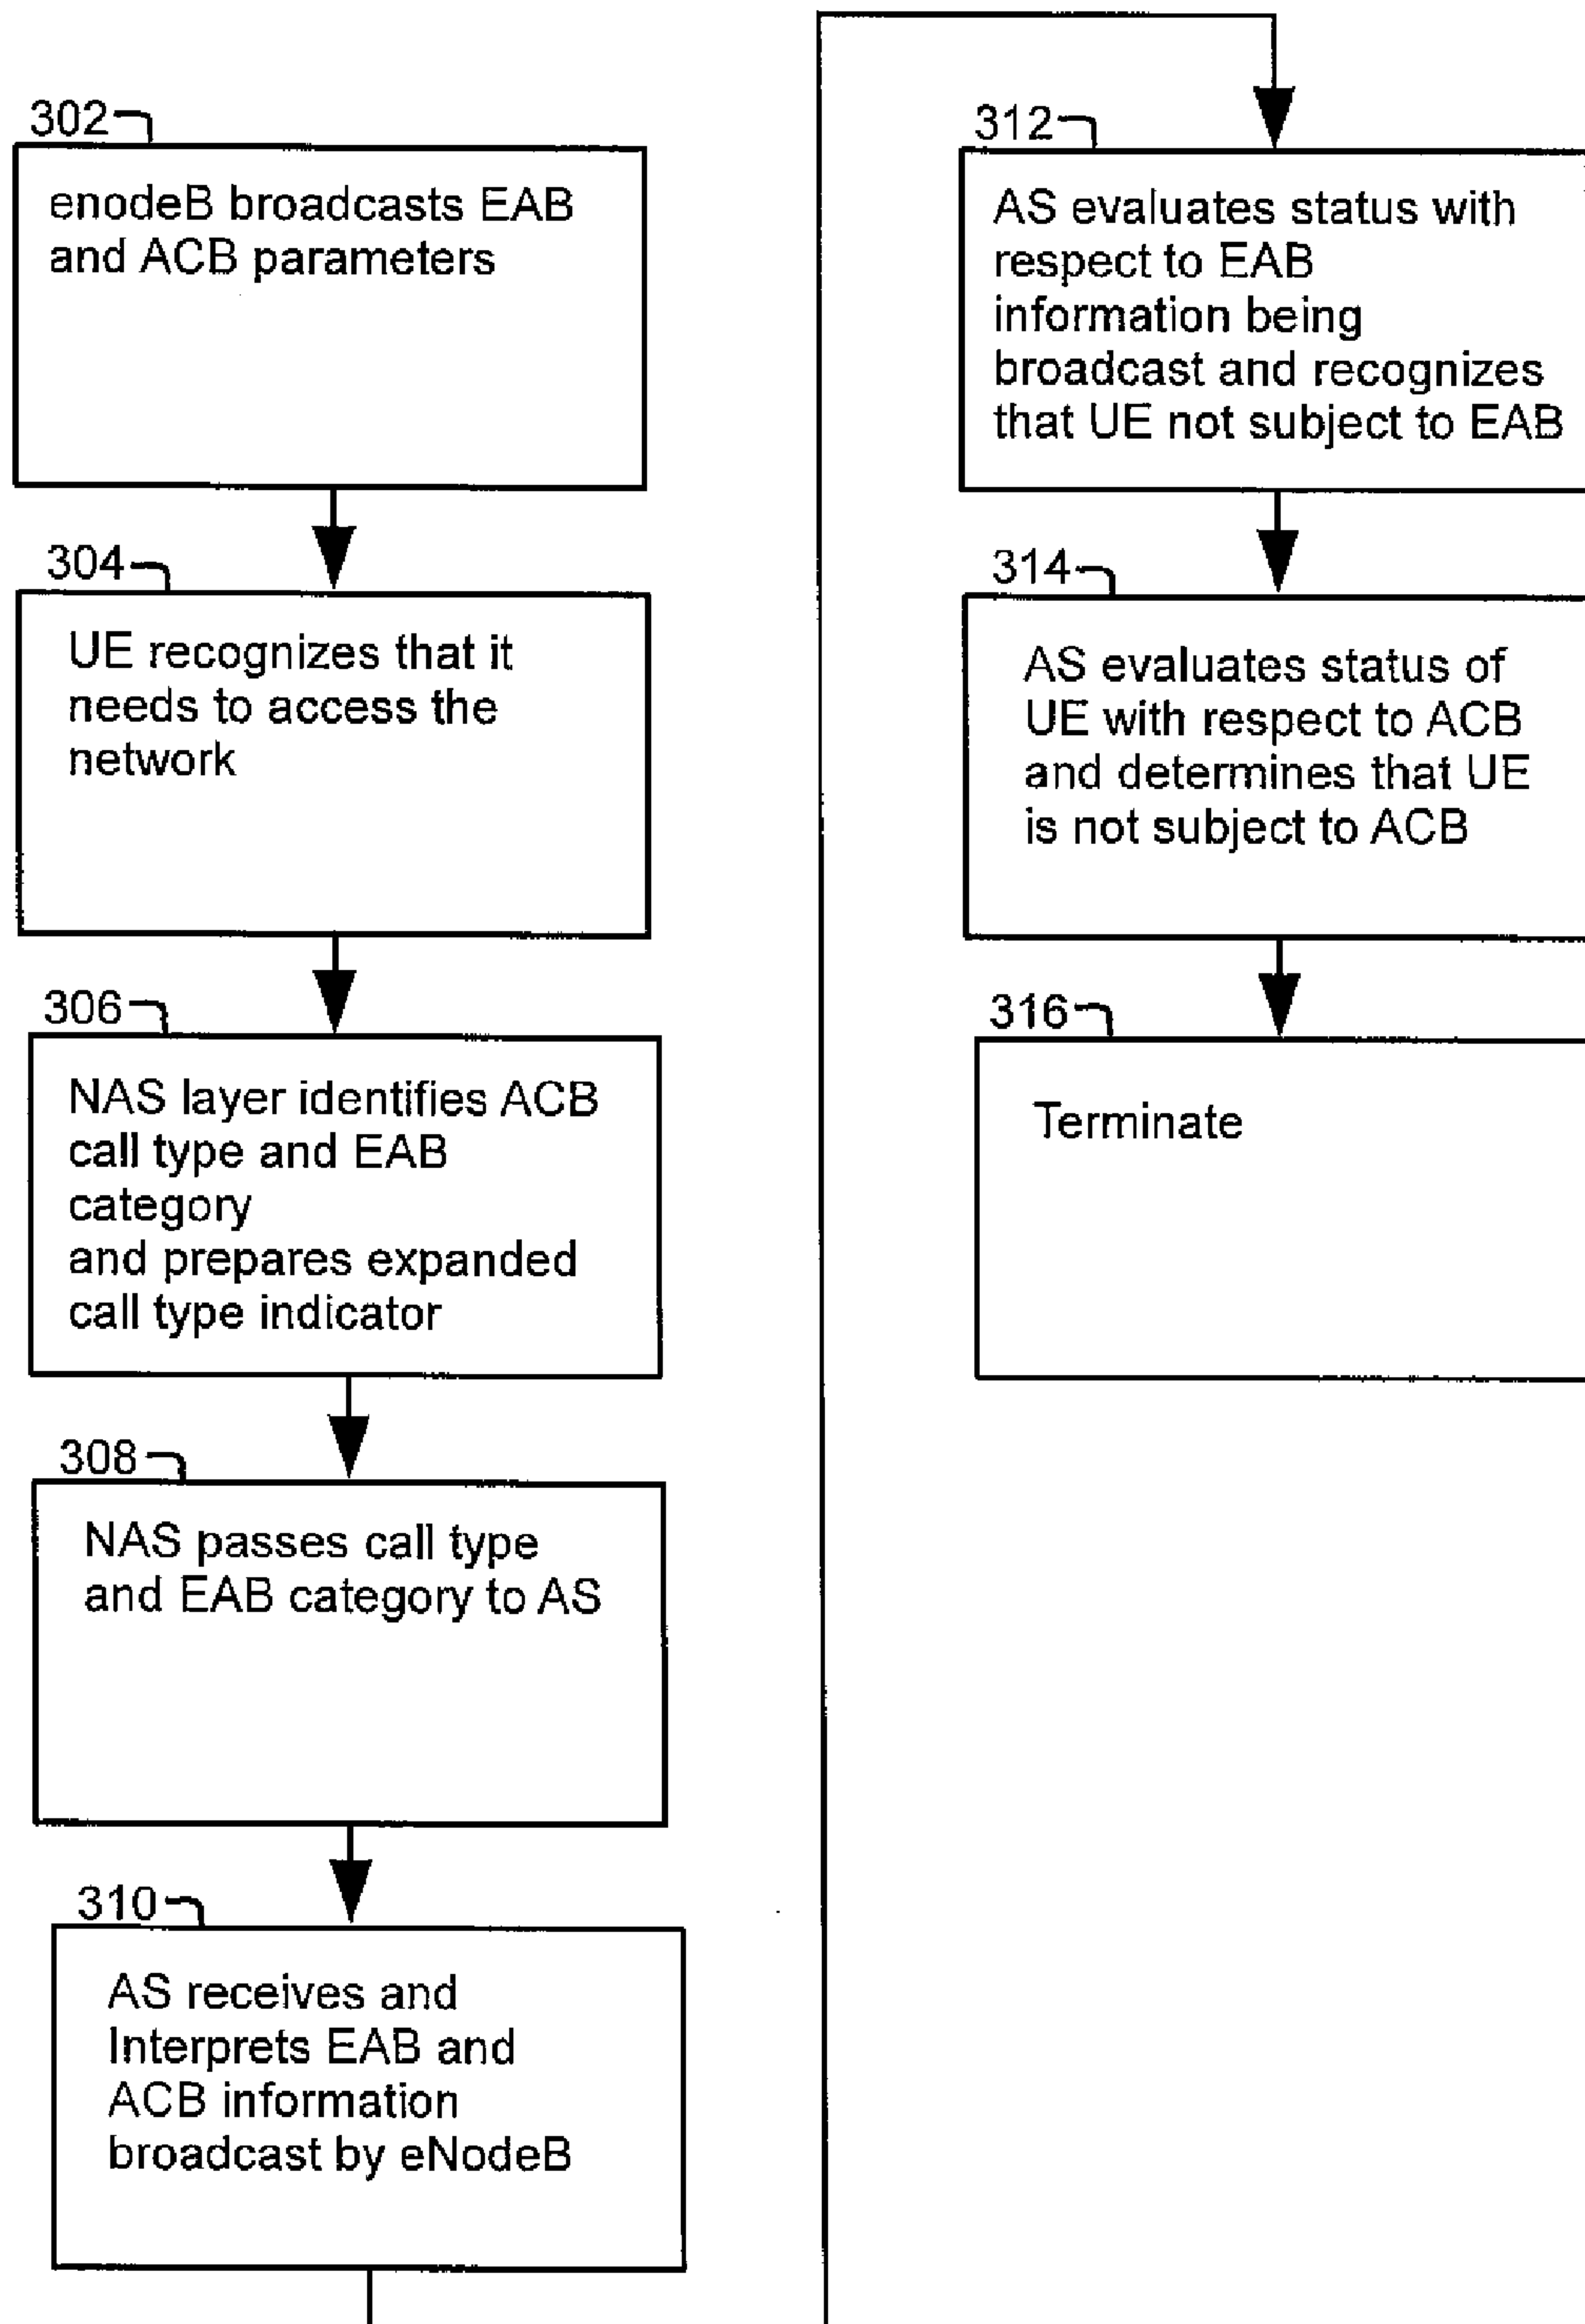 302
enodeB broadcasts EAB
and ACB parameters
304
UE recognizes that it
needs to access the
network
306
NAS layer identifies ACB
call type and EAB
category
and prepares expanded
call type indicator
308
NAS passes call type
and EAB category to AS
310
AS receives and
Interprets EAB and
ACB information
broadcast by eNodeB
312
AS evaluates status with
respect to EAB
information being
broadcast and recognizes
that UE not subject to EAB
314
AS evaluates status of
UE with respect to ACB
and determines that UE
is not subject to ACB
316
Terminate